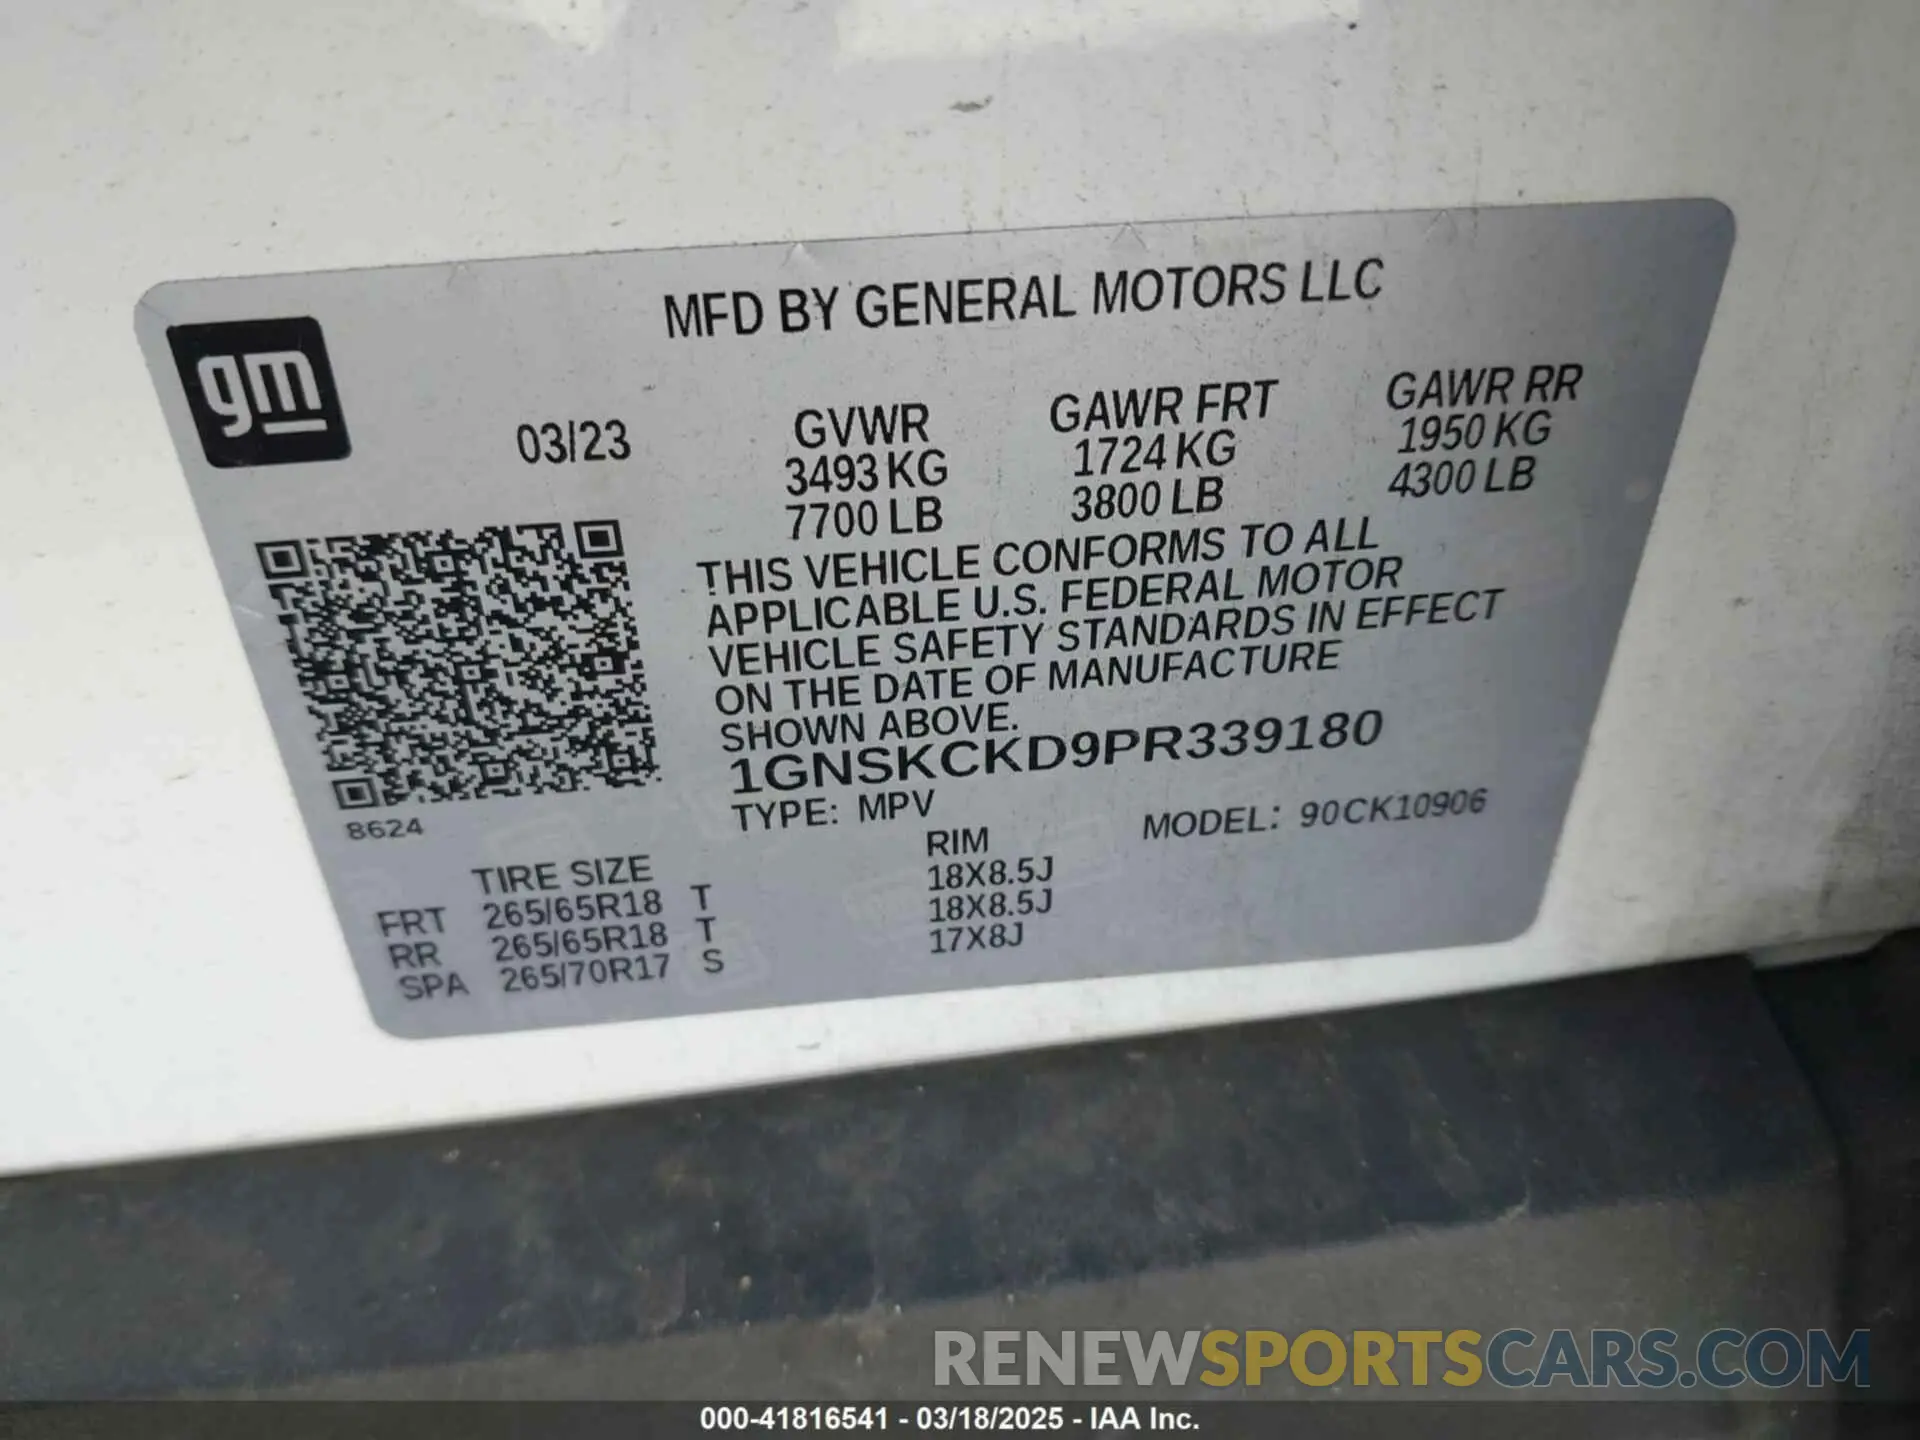 MFD BY GENERAL MOTORS LLC
gm
03/23
GVWR
3493 KG
7700 LB
GAWR FRT
1724 KG
3800 LB
GAWR RR
1950 KG
4300 LB
THIS VEHICLE CONFORMS TO ALL
APPLICABLE U.S. FEDERAL MOTOR
VEHICLE SAFETY STANDARDS IN EFFECT
ON THE DATE OF MANUFACTURE
SHOWN ABOVE.
1GNSKCKD9PR339180
TYPE: MPV
MODEL: 90CK10906
8624
TIRE SIZE
RIM
FRT 265/65R18 T 18X8.5J
RR 265/65R18 T 18X8.5J
SPA 265/70R17 S 17X8J
RENEWSPORTSCARS.COM
000-41816541 - 03/18/2025 - IAA Inc.